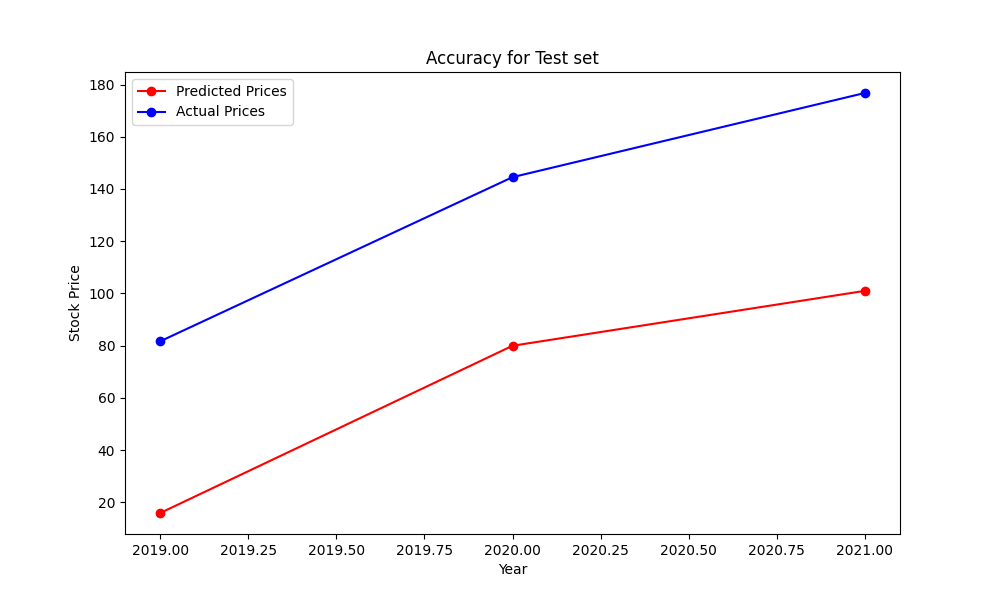 Accuracy for Test set
Predicted Prices
Actual Prices
180
160
140
120
100
80
60
40
20
Stock Price
2019.00 2019.25 2019.50 2019.75 2020.00 2020.25 2020.50 2020.75 2021.00
Year